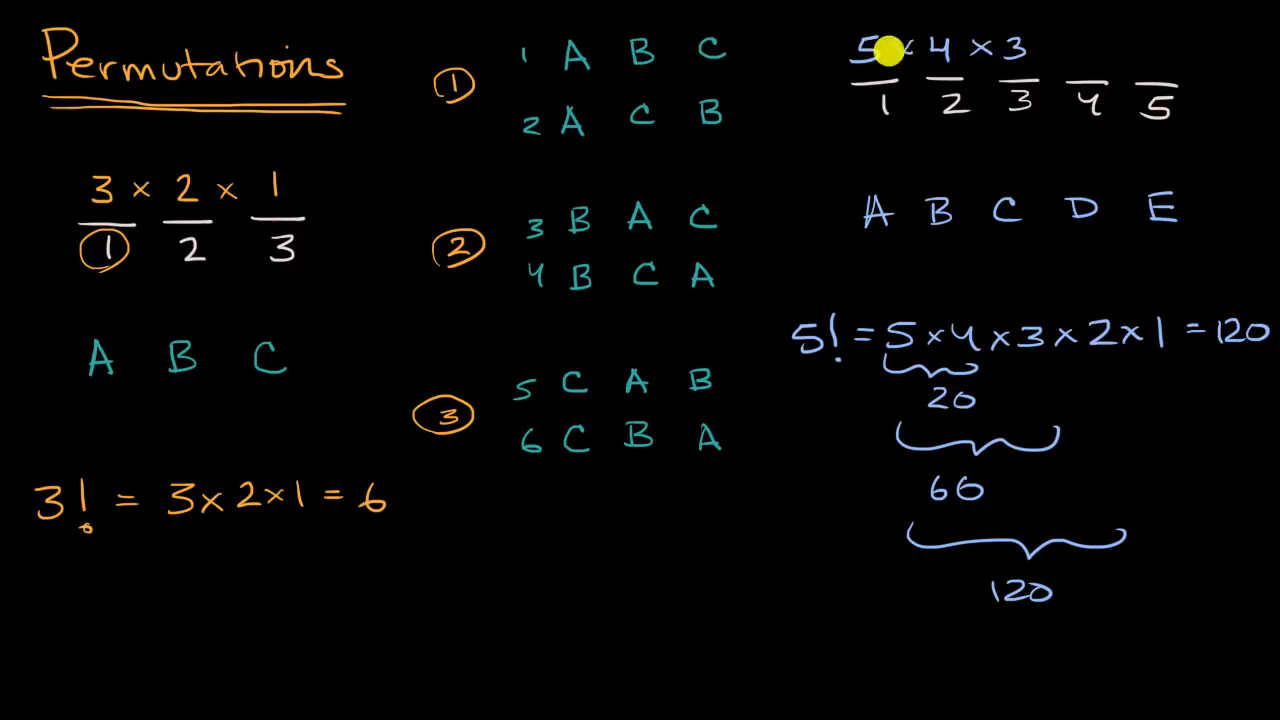 Permutations
3 × 2 × 1
1 2 3
A B C
3! = 3 × 2 × 1 = 6
1
1 A B C
2 A C B
2
3 B A C
4 B C A
3
5 C A B
6 C B A
5 × 4 × 3
1 2 3 4 5
A B C D E
5! = 5 × 4 × 3 × 2 × 1 = 120
20
60
120